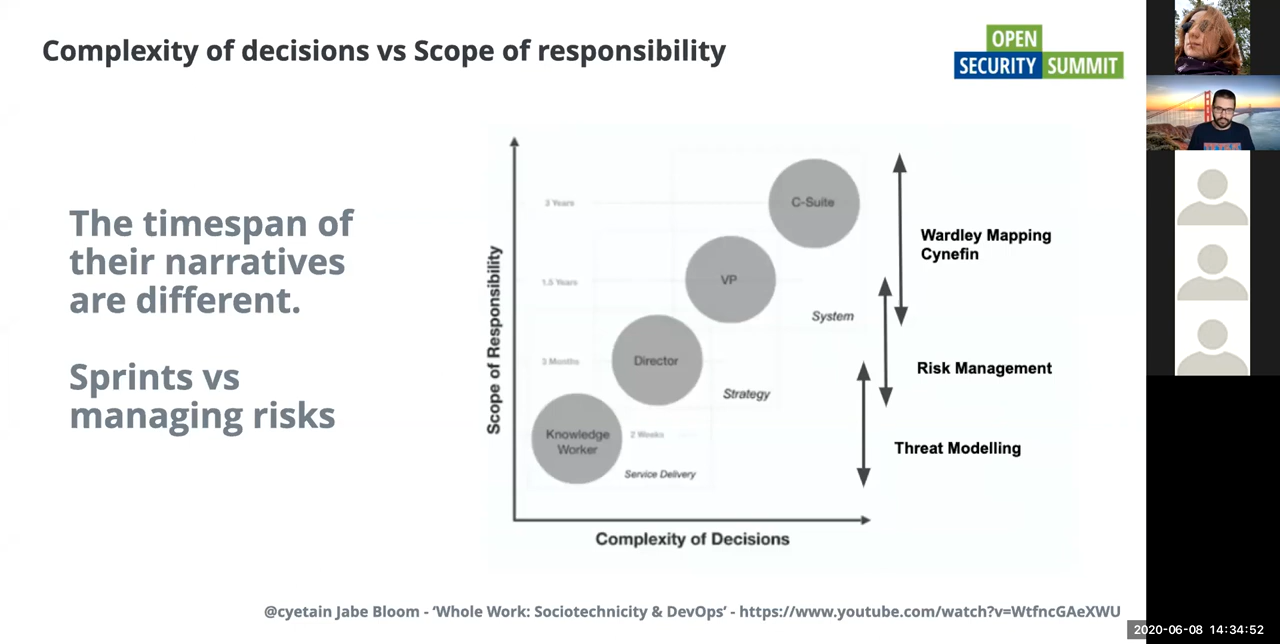 Complexity of decisions vs Scope of responsibility
OPEN
SECURITY SUMMIT
The timespan of
their narratives
are different.
Sprints vs
managing risks
Scope of Responsibility
3 Years
C-Suite
1.5 Years
VP
System
3 Months
Director
Strategy
Knowledge
Worker
2 Weeks
Service Delivery
Complexity of Decisions
Wardley Mapping
Cynefin
Risk Management
Threat Modelling
@cyetain Jabe Bloom - ‘Whole Work: Sociotechnicity & DevOps’ - https://www.youtube.com/watch?v=WtfncGAeXWU
2020-06-08 14:34:52